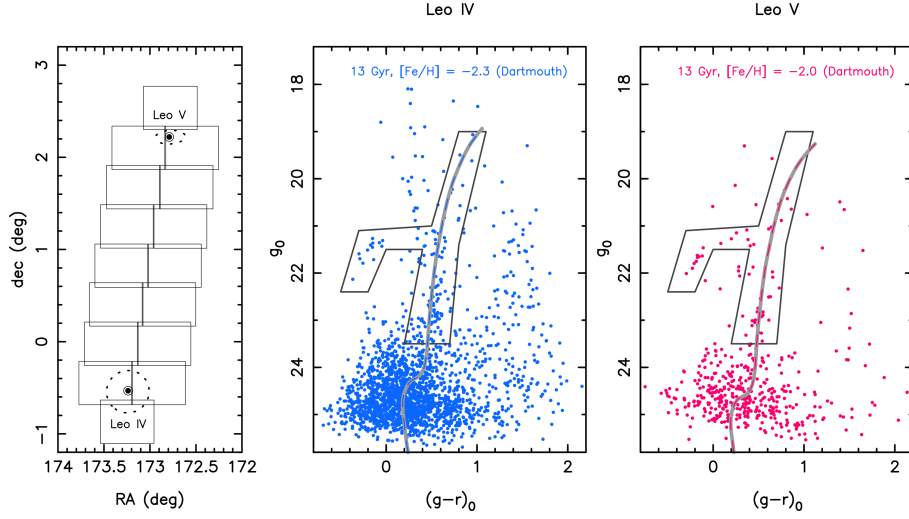 Leo IV
Leo V
3
2
1
0
−1
dec (deg)
Leo V
Leo IV
174
173.5
173
172.5
172
RA (deg)
13 Gyr, [Fe/H] = −2.3 (Dartmouth)
18
20
22
24
g0
0
1
2
(g−r)0
13 Gyr, [Fe/H] = −2.0 (Dartmouth)
18
20
22
24
g0
0
1
2
(g−r)0